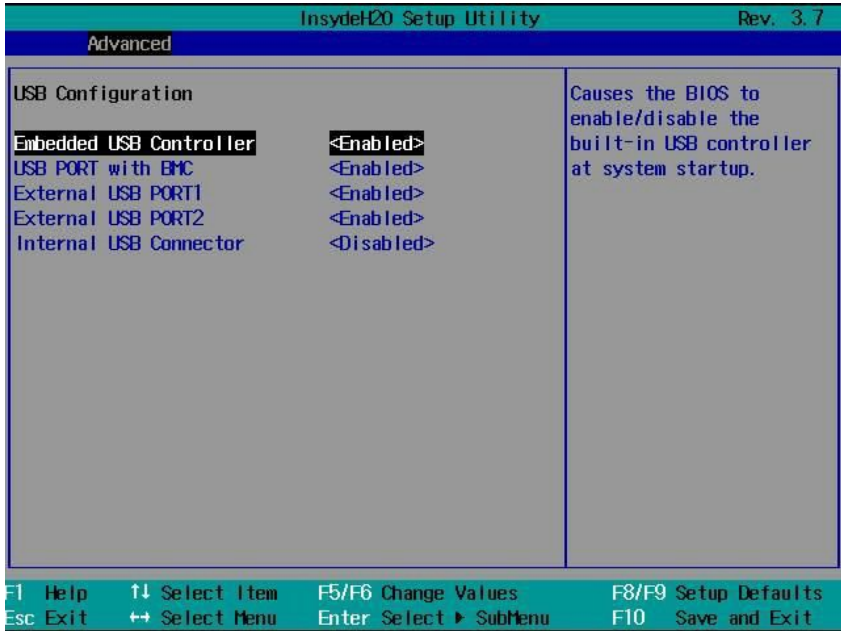 InsydeH20 Setup Utility Rev. 3.7
Advanced
USB Configuration
Embedded USB Controller <Enabled>
USB PORT with BMC <Enabled>
External USB PORT1 <Enabled>
External USB PORT2 <Enabled>
Internal USB Connector <Disabled>
Causes the BIOS to
enable/disable the
built-in USB controller
at system startup.
F1 Help ↑↓ Select Item F5/F6 Change Values F8/F9 Setup Defaults
Esc Exit ↔ Select Menu Enter Select ▶ SubMenu F10 Save and Exit